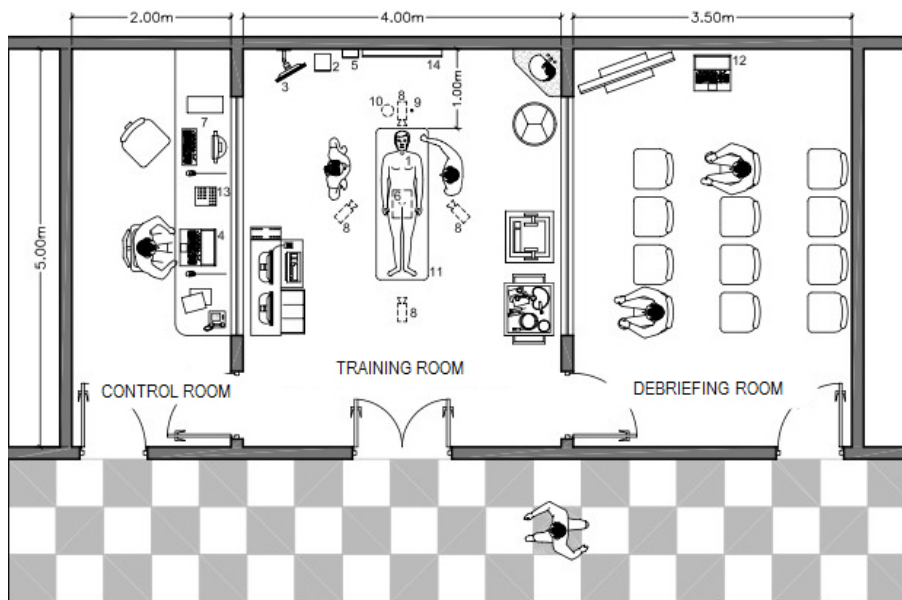 2.00m
4.00m
3.50m
5.00m
1.00m
3
2
5
14
12
10
8
9
7
1
13
6
8
8
4
11
8
TRAINING ROOM
CONTROL ROOM
DEBRIEFING ROOM